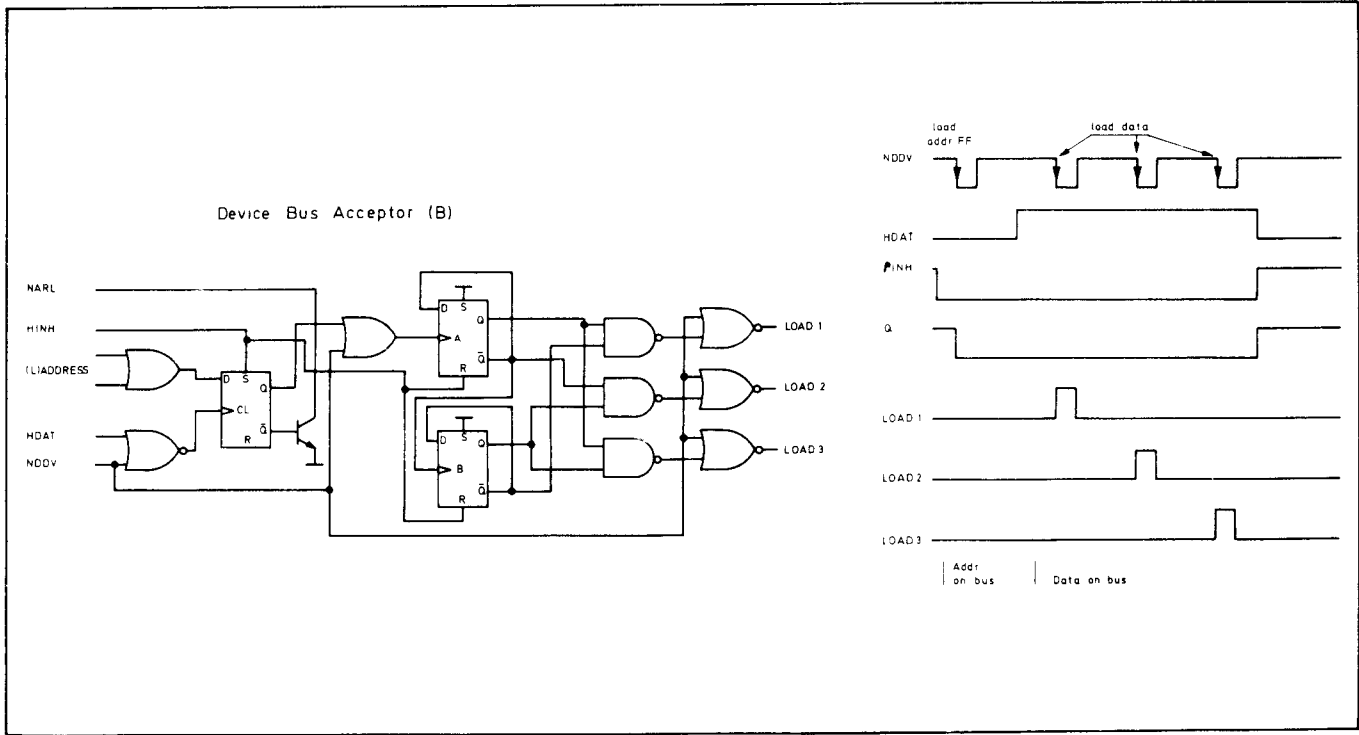 Device Bus Acceptor (B)
NARL
HINH
(L)ADDRESS
HDAT
NDDV
D S
Q
CL
R Q̅
D S
Q
A
Q̅
R
D S
Q
B
Q̅
R
LOAD 1
LOAD 2
LOAD 3
load
addr FF
load data
NDDV
HDAT
INH
Q
LOAD 1
LOAD 2
LOAD 3
Addr
on bus
Data on bus